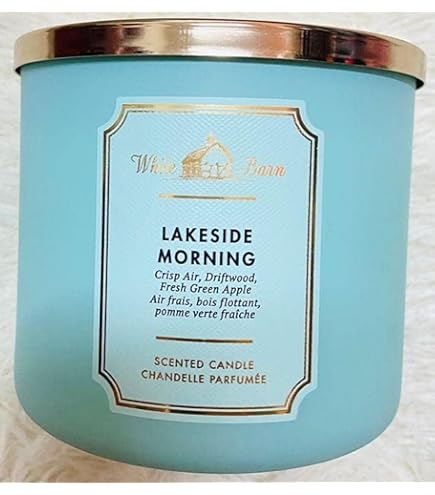 White Barn
LAKESIDE
MORNING
Crisp Air, Driftwood,
Fresh Green Apple
Air frais, bois flottant,
pomme verte fraîche
SCENTED CANDLE
CHANDELLE PARFUMÉE